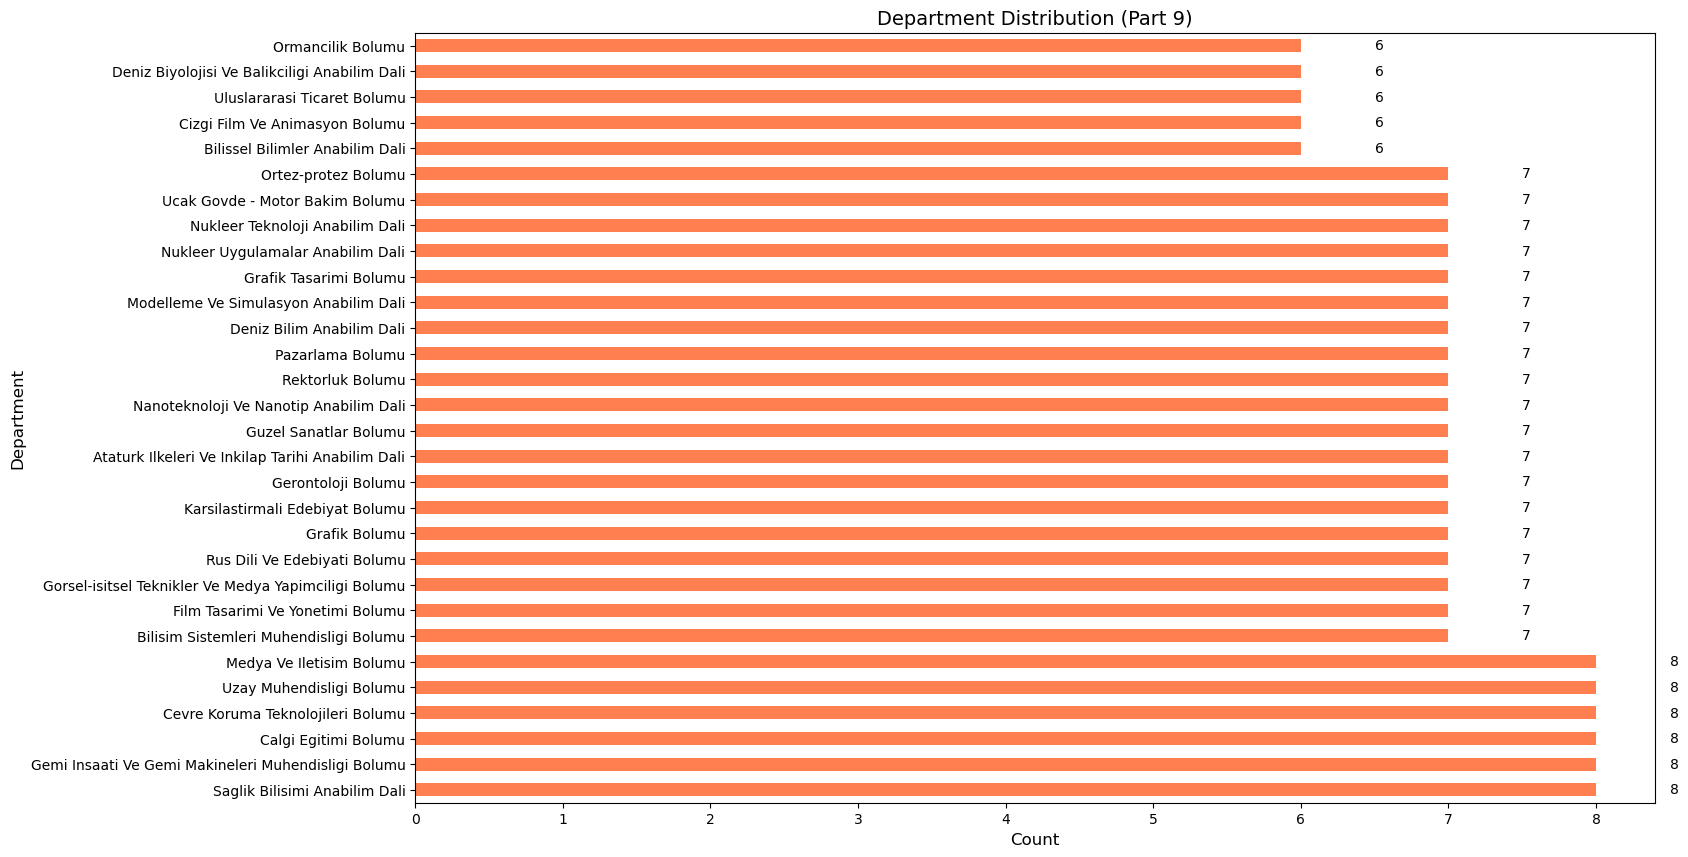 Department Distribution (Part 9)
Ormancilik Bolumu 6
Deniz Biyolojisi Ve Balikciligi Anabilim Dali 6
Uluslararasi Ticaret Bolumu 6
Cizgi Film Ve Animasyon Bolumu 6
Bilissel Bilimler Anabilim Dali 6
Ortez-protez Bolumu 7
Ucak Govde - Motor Bakim Bolumu 7
Nukleer Teknoloji Anabilim Dali 7
Nukleer Uygulamalar Anabilim Dali 7
Grafik Tasarimi Bolumu 7
Modelleme Ve Simulasyon Anabilim Dali 7
Deniz Bilim Anabilim Dali 7
Pazarlama Bolumu 7
Rektorluk Bolumu 7
Nanoteknoloji Ve Nanotip Anabilim Dali 7
Guzel Sanatlar Bolumu 7
Ataturk Ilkeleri Ve Inkilap Tarihi Anabilim Dali 7
Gerontoloji Bolumu 7
Karsilastirmali Edebiyat Bolumu 7
Grafik Bolumu 7
Rus Dili Ve Edebiyati Bolumu 7
Gorsel-isitsel Teknikler Ve Medya Yapimciligi Bolumu 7
Film Tasarimi Ve Yonetimi Bolumu 7
Bilisim Sistemleri Muhendisligi Bolumu 7
Medya Ve Iletisim Bolumu 8
Uzay Muhendisligi Bolumu 8
Cevre Koruma Teknolojileri Bolumu 8
Calgi Egitimi Bolumu 8
Gemi Insaati Ve Gemi Makineleri Muhendisligi Bolumu 8
Saglik Bilisimi Anabilim Dali 8
0 1 2 3 4 5 6 7 8
Count
Department